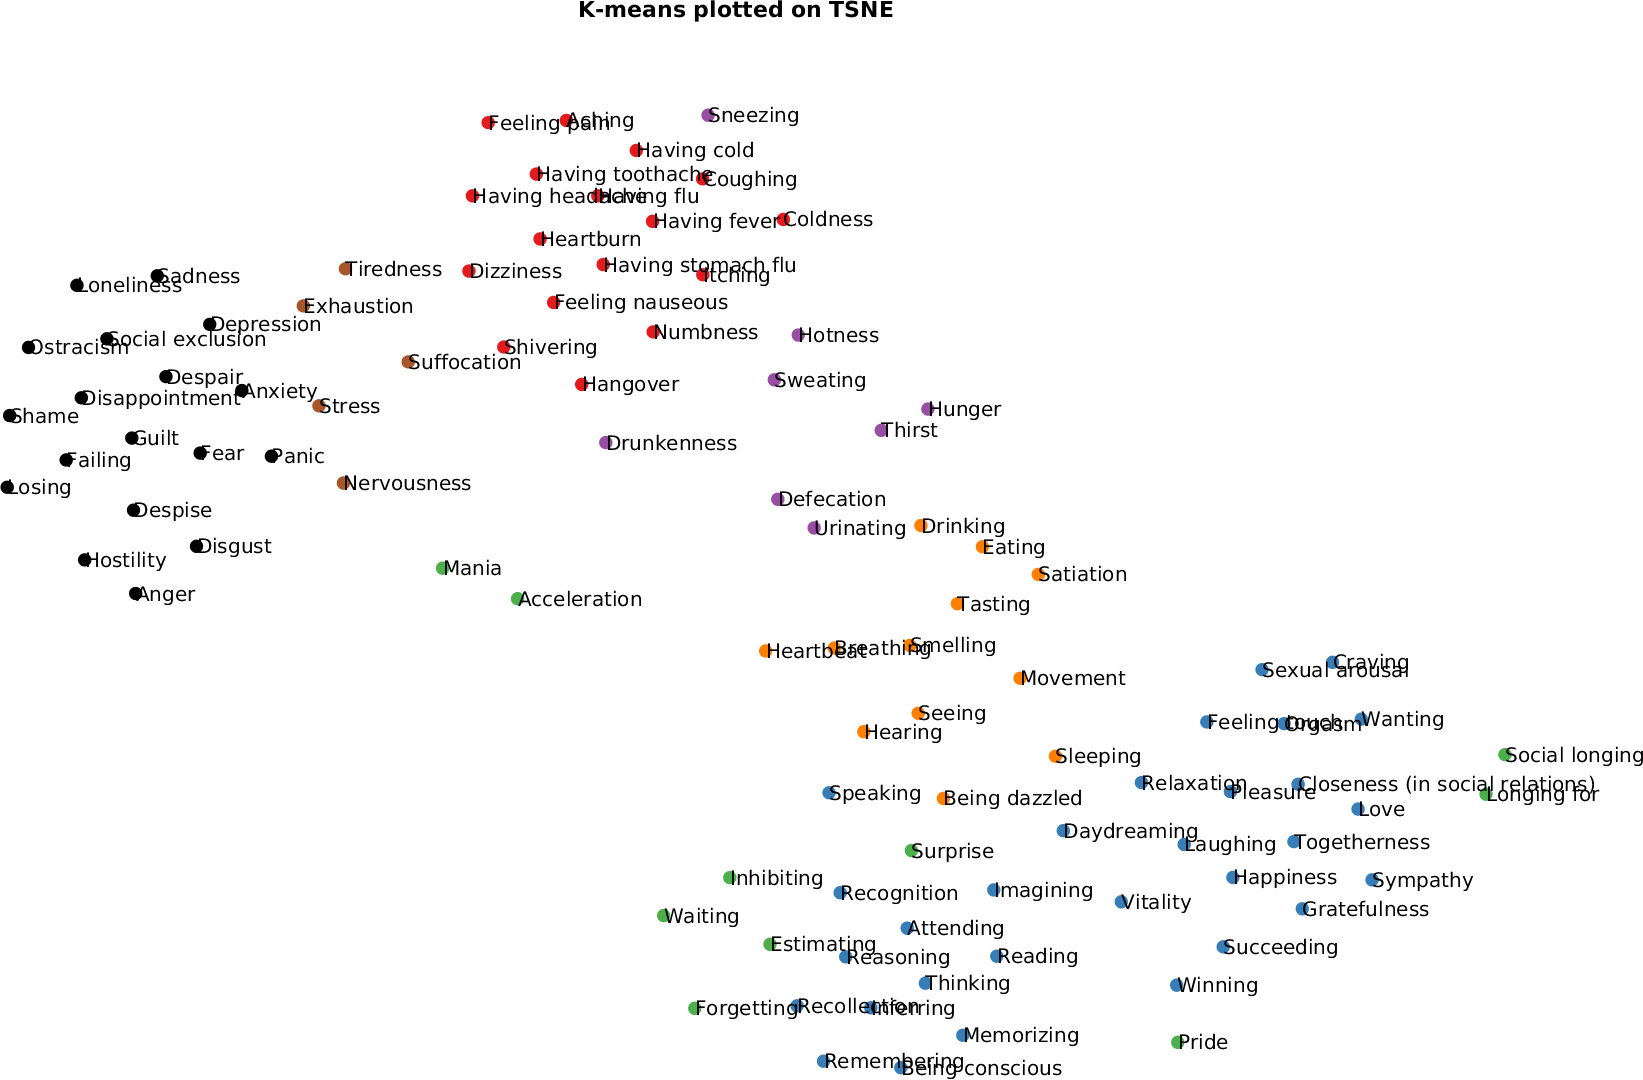 K-means plotted on TSNE
Sneezing
Feeling pain
Aching
Having cold
Having toothache
Coughing
Having headache
Having flu
Having fever
Coldness
Heartburn
Having stomach flu
Itching
Tiredness
Dizziness
Sadness
Loneliness
Exhaustion
Feeling nauseous
Depression
Numbness
Hotness
Social exclusion
Ostracism
Shivering
Suffocation
Despair
Sweating
Hangover
Anxiety
Disappointment
Stress
Hunger
Shame
Thirst
Guilt
Drunkenness
Fear
Panic
Failing
Nervousness
Losing
Defecation
Despise
Urinating
Drinking
Disgust
Eating
Hostility
Mania
Satiation
Anger
Acceleration
Tasting
Heartbeat
Breathing
Smelling
Craving
Sexual arousal
Movement
Seeing
Feeling touch
Orgasm
Wanting
Hearing
Sleeping
Social longing
Relaxation
Closeness (in social relations)
Pleasure
Longing for
Speaking
Being dazzled
Love
Daydreaming
Laughing
Togetherness
Surprise
Inhibiting
Happiness
Sympathy
Recognition
Imagining
Vitality
Gratefulness
Waiting
Attending
Estimating
Succeeding
Reasoning
Reading
Thinking
Winning
Forgetting
Recollection
Inferring
Memorizing
Pride
Remembering
Being conscious